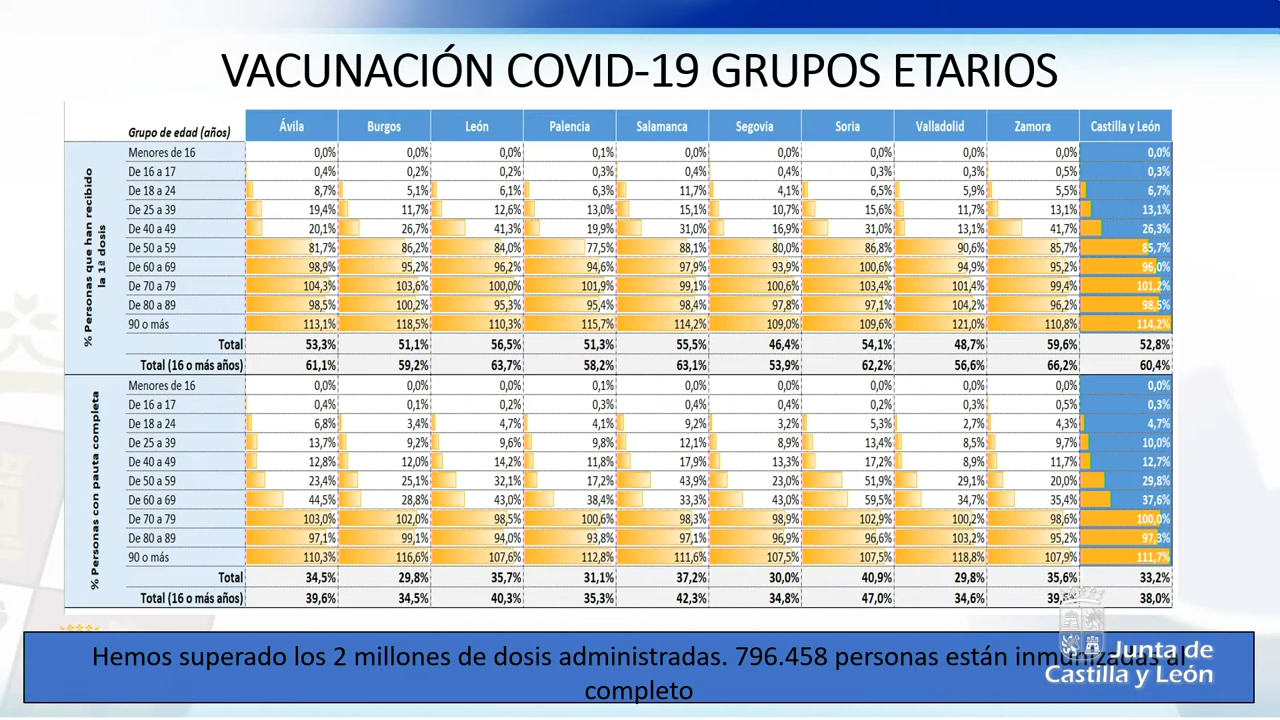 VACUNACIÓN COVID-19 GRUPOS ETARIOS
Grupo de edad (años) Ávila Burgos León Palencia Salamanca Segovia Soria Valladolid Zamora Castilla y León
% Personas que han recibido la 1ª dosis
Menores de 16 0,0% 0,0% 0,0% 0,1% 0,0% 0,0% 0,0% 0,0% 0,0% 0,0%
De 16 a 17 0,4% 0,2% 0,2% 0,3% 0,4% 0,4% 0,3% 0,3% 0,5% 0,3%
De 18 a 24 8,7% 5,1% 6,1% 6,3% 11,7% 4,1% 6,5% 5,9% 5,5% 6,7%
De 25 a 39 19,4% 11,7% 12,6% 13,0% 15,1% 10,7% 15,6% 11,7% 13,1% 13,1%
De 40 a 49 20,1% 26,7% 41,3% 19,9% 31,0% 16,9% 31,0% 13,1% 41,7% 26,3%
De 50 a 59 81,7% 86,2% 84,0% 77,5% 88,1% 80,0% 86,8% 90,6% 85,7% 85,7%
De 60 a 69 98,9% 95,2% 96,2% 94,6% 97,9% 93,9% 100,6% 94,9% 95,2% 96,0%
De 70 a 79 104,3% 103,6% 100,0% 101,9% 99,1% 100,6% 103,4% 101,4% 99,4% 101,2%
De 80 a 89 98,5% 100,2% 95,3% 95,4% 98,4% 97,8% 97,1% 104,2% 96,2% 98,5%
90 o más 113,1% 118,5% 110,3% 115,7% 114,2% 109,0% 109,6% 121,0% 110,8% 114,2%
Total 53,3% 51,1% 56,5% 51,3% 55,5% 46,4% 54,1% 48,7% 59,6% 52,8%
Total (16 o más años) 61,1% 59,2% 63,7% 58,2% 63,1% 53,9% 62,2% 56,6% 66,2% 60,4%
% Personas con pauta completa
Menores de 16 0,0% 0,0% 0,0% 0,1% 0,0% 0,0% 0,0% 0,0% 0,0% 0,0%
De 16 a 17 0,4% 0,1% 0,2% 0,3% 0,4% 0,4% 0,2% 0,3% 0,5% 0,3%
De 18 a 24 6,8% 3,4% 4,7% 4,1% 9,2% 3,2% 5,3% 2,7% 4,3% 4,7%
De 25 a 39 13,7% 9,2% 9,6% 9,8% 12,1% 8,9% 13,4% 8,5% 9,7% 10,0%
De 40 a 49 12,8% 12,0% 14,2% 11,8% 17,9% 13,3% 17,2% 8,9% 11,7% 12,7%
De 50 a 59 23,4% 25,1% 32,1% 17,2% 43,9% 23,0% 51,9% 29,1% 20,0% 29,8%
De 60 a 69 44,5% 28,8% 43,0% 38,4% 33,3% 43,0% 59,5% 34,7% 35,4% 37,6%
De 70 a 79 103,0% 102,0% 98,5% 100,6% 98,3% 98,9% 102,9% 100,2% 98,6% 100,0%
De 80 a 89 97,1% 99,1% 94,0% 93,8% 97,1% 96,9% 96,6% 103,2% 95,2% 97,3%
90 o más 110,3% 116,6% 107,6% 112,8% 111,6% 107,5% 107,5% 118,8% 107,9% 111,7%
Total 34,5% 29,8% 35,7% 31,1% 37,2% 30,0% 40,9% 29,8% 35,6% 33,2%
Total (16 o más años) 39,6% 34,5% 40,3% 35,3% 42,3% 34,8% 47,0% 34,6% 39,6% 38,0%
Hemos superado los 2 millones de dosis administradas. 796.458 personas están inmunizadas al
completo
Junta de
Castilla y León